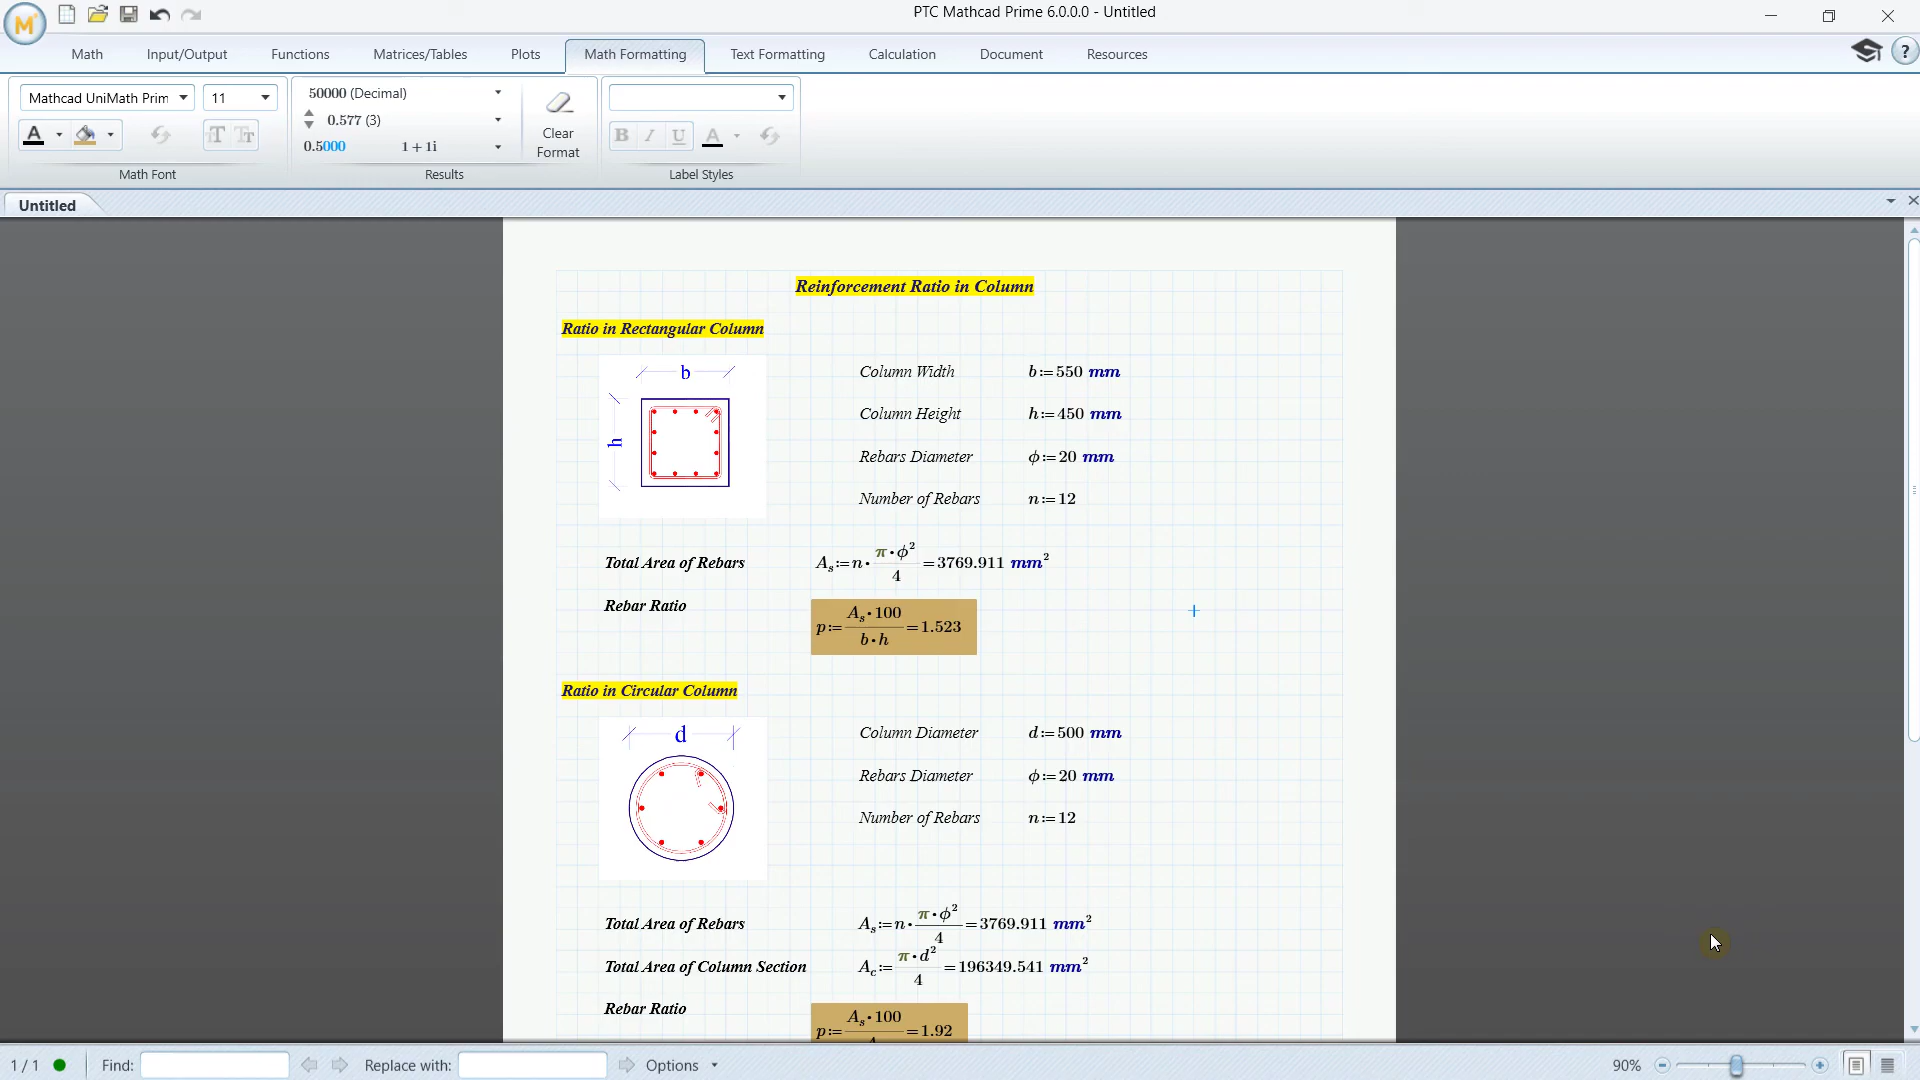 PTC Mathcad Prime 6.0.0.0 - Untitled
Math Input/Output Functions Matrices/Tables Plots Math Formatting Text Formatting Calculation Document Resources
Mathcad UniMath Prim 11
50000 (Decimal)
0.577 (3)
0.5000 1+1i
Clear Format
B I U A
Math Font Results Label Styles
Untitled
Reinforcement Ratio in Column
Ratio in Rectangular Column
b
h
Column Width b:=550 mm
Column Height h:=450 mm
Rebars Diameter ϕ:=20 mm
Number of Rebars n:=12
Total Area of Rebars As:=n·π·ϕ²/4=3769.911 mm²
Rebar Ratio p:=As·100/b·h=1.523
Ratio in Circular Column
d
Column Diameter d:=500 mm
Rebars Diameter ϕ:=20 mm
Number of Rebars n:=12
Total Area of Rebars As:=n·π·ϕ²/4=3769.911 mm²
Total Area of Column Section Ac:=π·d²/4=196349.541 mm²
Rebar Ratio p:=As·100=1.92
1 / 1 Find: Replace with: Options 90%